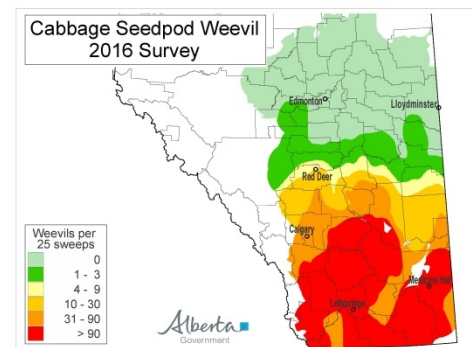 Cabbage Seedpod Weevil
2016 Survey
Edmonton
Lloydminster
Red Deer
Calgary
Medicine Hat
Lethbridge
Weevils per
25 sweeps
0
1 - 3
4 - 9
10 - 30
31 - 90
> 90
Alberta
Government